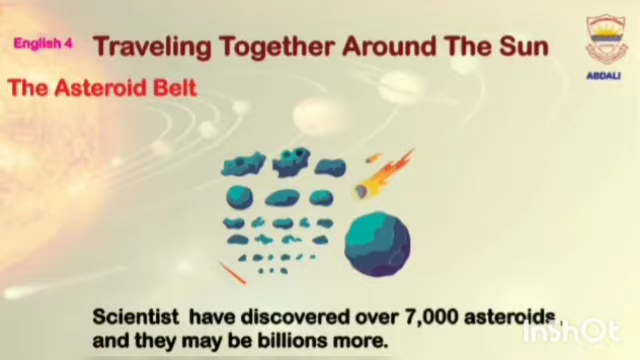 English 4
Traveling Together Around The Sun
ABDALI
The Asteroid Belt
Scientist have discovered over 7,000 asteroids,
and they may be billions more.
InShOt